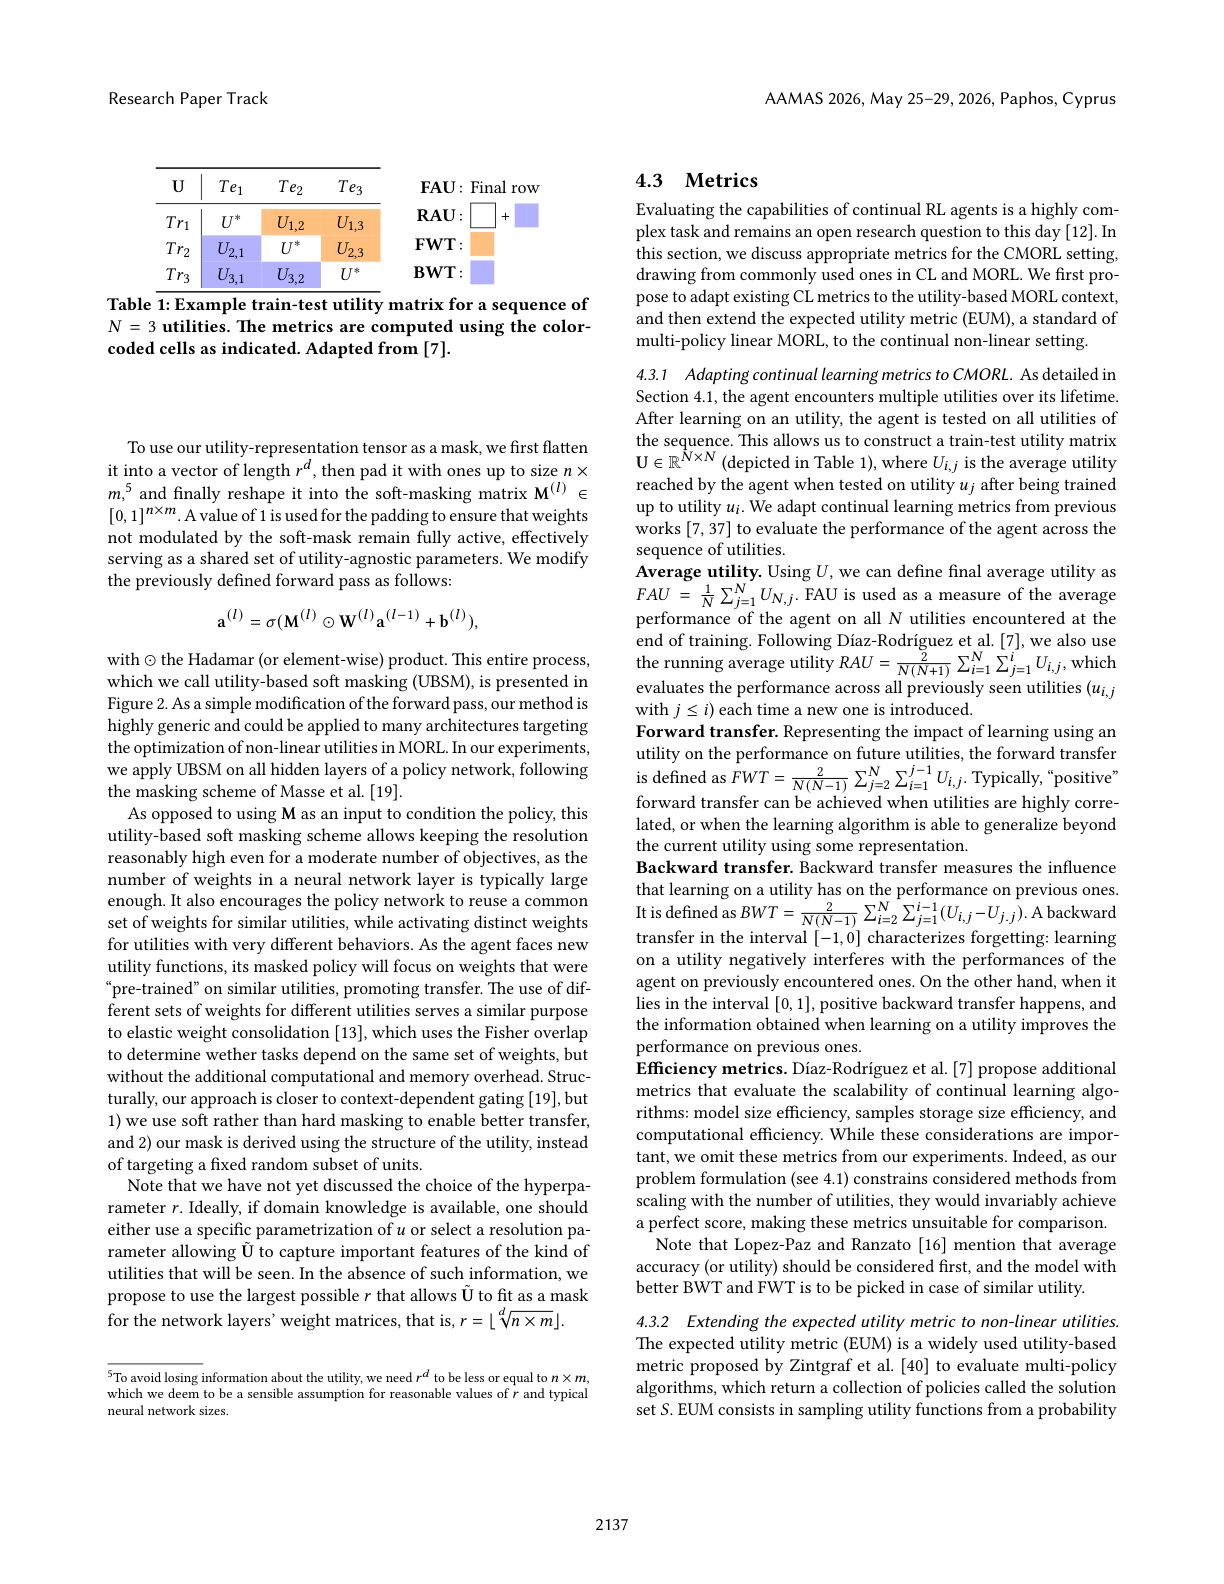 Research Paper Track
AAMAS 2026, May 25–29, 2026, Paphos, Cyprus
U Te1 Te2 Te3
Tr1 U* U1,2 U1,3
Tr2 U2,1 U* U2,3
Tr3 U3,1 U3,2 U*
FAU: Final row
RAU: +
FWT:
BWT:
Table 1: Example train-test utility matrix for a sequence of
N = 3 utilities. The metrics are computed using the color-
coded cells as indicated. Adapted from [7].
To use our utility-representation tensor as a mask, we first flatten
it into a vector of length r^d, then pad it with ones up to size n ×
m,⁵ and finally reshape it into the soft-masking matrix M^(l) ∈
[0, 1]^{n×m}. A value of 1 is used for the padding to ensure that weights
not modulated by the soft-mask remain fully active, effectively
serving as a shared set of utility-agnostic parameters. We modify
the previously defined forward pass as follows:
a^(l) = σ(M^(l) ⊙ W^(l) a^(l−1) + b^(l)),
with ⊙ the Hadamar (or element-wise) product. This entire process,
which we call utility-based soft masking (UBSM), is presented in
Figure 2. As a simple modification of the forward pass, our method is
highly generic and could be applied to many architectures targeting
the optimization of non-linear utilities in MORL. In our experiments,
we apply UBSM on all hidden layers of a policy network, following
the masking scheme of Masse et al. [19].
As opposed to using M as an input to condition the policy, this
utility-based soft masking scheme allows keeping the resolution
reasonably high even for a moderate number of objectives, as the
number of weights in a neural network layer is typically large
enough. It also encourages the policy network to reuse a common
set of weights for similar utilities, while activating distinct weights
for utilities with very different behaviors. As the agent faces new
utility functions, its masked policy will focus on weights that were
“pre-trained” on similar utilities, promoting transfer. The use of dif-
ferent sets of weights for different utilities serves a similar purpose
to elastic weight consolidation [13], which uses the Fisher overlap
to determine wether tasks depend on the same set of weights, but
without the additional computational and memory overhead. Struc-
turally, our approach is closer to context-dependent gating [19], but
1) we use soft rather than hard masking to enable better transfer,
and 2) our mask is derived using the structure of the utility, instead
of targeting a fixed random subset of units.
Note that we have not yet discussed the choice of the hyperpa-
rameter r. Ideally, if domain knowledge is available, one should
either use a specific parametrization of u or select a resolution pa-
rameter allowing Ũ to capture important features of the kind of
utilities that will be seen. In the absence of such information, we
propose to use the largest possible r that allows Ũ to fit as a mask
for the network layers’ weight matrices, that is, r = ⌊ᵈ√(n × m)⌋.
⁵To avoid losing information about the utility, we need r^d to be less or equal to n × m,
which we deem to be a sensible assumption for reasonable values of r and typical
neural network sizes.
4.3 Metrics
Evaluating the capabilities of continual RL agents is a highly com-
plex task and remains an open research question to this day [12]. In
this section, we discuss appropriate metrics for the CMORL setting,
drawing from commonly used ones in CL and MORL. We first pro-
pose to adapt existing CL metrics to the utility-based MORL context,
and then extend the expected utility metric (EUM), a standard of
multi-policy linear MORL, to the continual non-linear setting.
4.3.1 Adapting continual learning metrics to CMORL. As detailed in
Section 4.1, the agent encounters multiple utilities over its lifetime.
After learning on an utility, the agent is tested on all utilities of
the sequence. This allows us to construct a train-test utility matrix
U ∈ ℝ^{N×N} (depicted in Table 1), where U_{i,j} is the average utility
reached by the agent when tested on utility u_j after being trained
up to utility u_i. We adapt continual learning metrics from previous
works [7, 37] to evaluate the performance of the agent across the
sequence of utilities.
Average utility. Using U, we can define final average utility as
FAU = 1/N ∑_{j=1}^{N} U_{N,j}. FAU is used as a measure of the average
performance of the agent on all N utilities encountered at the
end of training. Following Díaz-Rodríguez et al. [7], we also use
the running average utility RAU = 2/(N(N+1)) ∑_{i=1}^{N} ∑_{j=1}^{i} U_{i,j}, which
evaluates the performance across all previously seen utilities (u_{i,j}
with j ≤ i) each time a new one is introduced.
Forward transfer. Representing the impact of learning using an
utility on the performance on future utilities, the forward transfer
is defined as FWT = 2/(N(N−1)) ∑_{j=2}^{N} ∑_{i=1}^{j−1} U_{i,j}. Typically, “positive”
forward transfer can be achieved when utilities are highly corre-
lated, or when the learning algorithm is able to generalize beyond
the current utility using some representation.
Backward transfer. Backward transfer measures the influence
that learning on a utility has on the performance on previous ones.
It is defined as BWT = 2/(N(N−1)) ∑_{i=2}^{N} ∑_{j=1}^{i−1} (U_{i,j} − U_{j.j}). A backward
transfer in the interval [−1, 0] characterizes forgetting: learning
on a utility negatively interferes with the performances of the
agent on previously encountered ones. On the other hand, when it
lies in the interval [0, 1], positive backward transfer happens, and
the information obtained when learning on a utility improves the
performance on previous ones.
Efficiency metrics. Díaz-Rodríguez et al. [7] propose additional
metrics that evaluate the scalability of continual learning algo-
rithms: model size efficiency, samples storage size efficiency, and
computational efficiency. While these considerations are impor-
tant, we omit these metrics from our experiments. Indeed, as our
problem formulation (see 4.1) constrains considered methods from
scaling with the number of utilities, they would invariably achieve
a perfect score, making these metrics unsuitable for comparison.
Note that Lopez-Paz and Ranzato [16] mention that average
accuracy (or utility) should be considered first, and the model with
better BWT and FWT is to be picked in case of similar utility.
4.3.2 Extending the expected utility metric to non-linear utilities.
The expected utility metric (EUM) is a widely used utility-based
metric proposed by Zintgraf et al. [40] to evaluate multi-policy
algorithms, which return a collection of policies called the solution
set S. EUM consists in sampling utility functions from a probability
2137